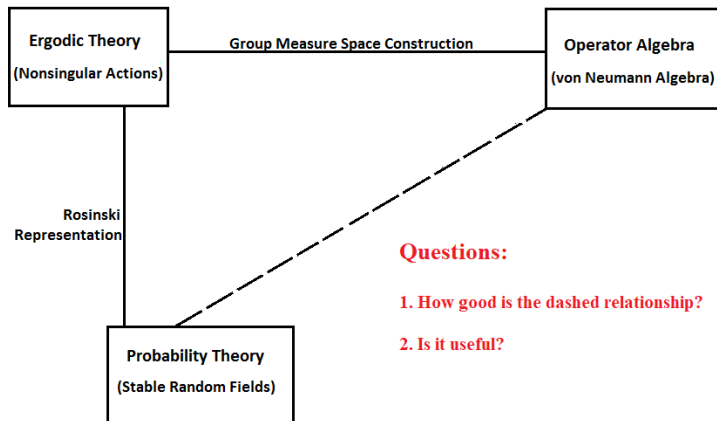 Ergodic Theory
(Nonsingular Actions)
Group Measure Space Construction
Operator Algebra
(von Neumann Algebra)
Rosinski
Representation
Questions:
1. How good is the dashed relationship?
2. Is it useful?
Probability Theory
(Stable Random Fields)